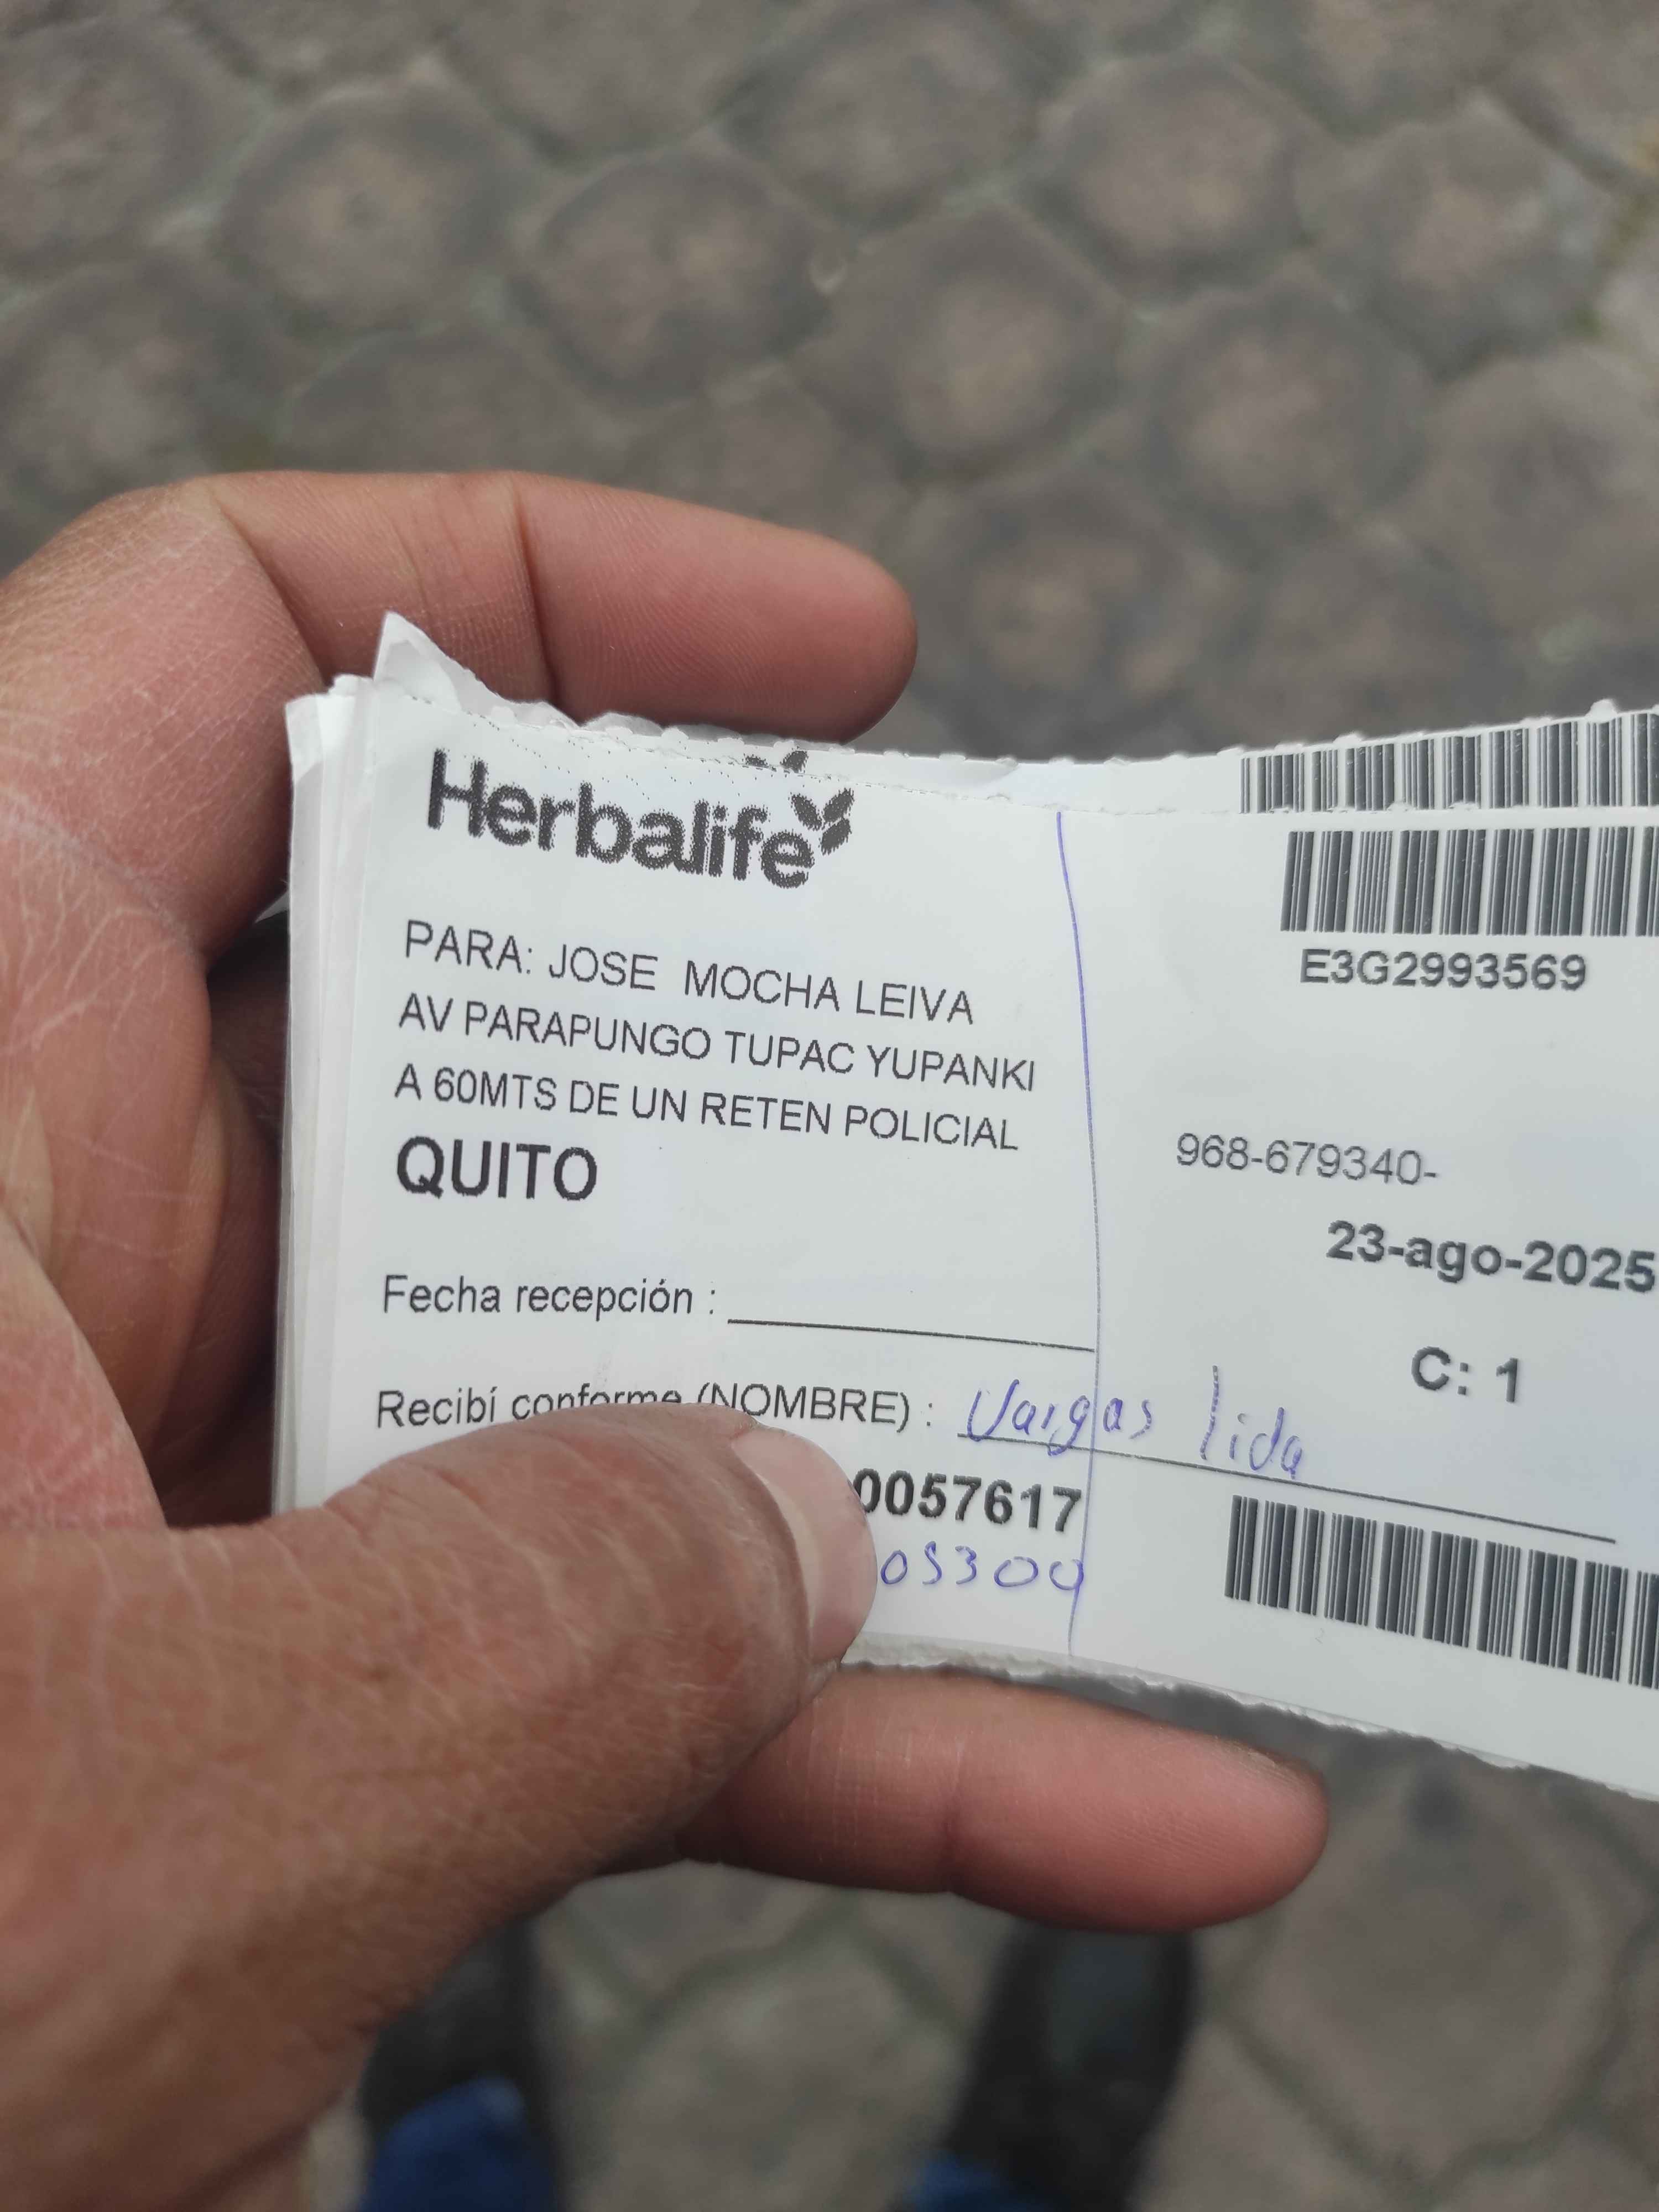 Herbalife
E3G2993569
PARA: JOSE MOCHA LEIVA
AV PARAPUNGO TUPAC YUPANKI
A 60MTS DE UN RETEN POLICIAL
QUITO
968-679340-
23-ago-2025
C: 1
Fecha recepción :
Recibí conforme (NOMBRE) : Vargas lida
0057617